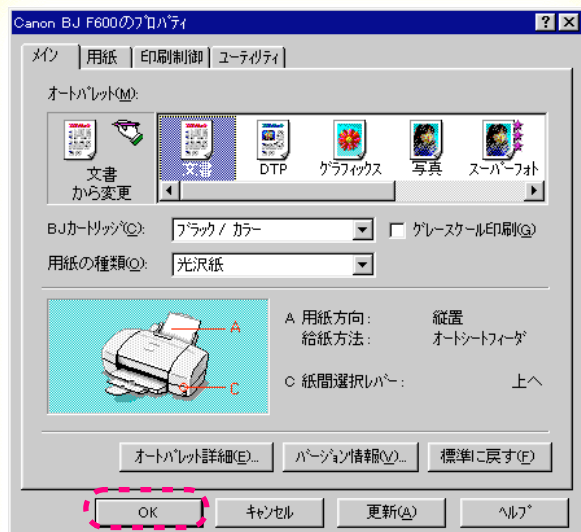 Canon BJ F600のﾌﾟﾛﾊﾟﾃｨ
ﾒｲﾝ 用紙 印刷制御 ﾕｰﾃｨﾘﾃｨ
ｵｰﾄﾊﾟﾚｯﾄ(M):
文書
から変更
文書 DTP ｸﾞﾗﾌｨｯｸｽ 写真 ｽｰﾊﾟｰﾌｫﾄ
BJｶｰﾄﾘｯｼﾞ(C): ﾌﾞﾗｯｸ / ｶﾗｰ ｸﾞﾚｰｽｹｰﾙ印刷(G)
用紙の種類(O): 光沢紙
A
C
A 用紙方向: 縦置
給紙方法: ｵｰﾄｼｰﾄﾌｨｰﾀﾞ
C 紙間選択ﾚﾊﾞｰ: 上へ
ｵｰﾄﾊﾟﾚｯﾄ詳細(E)... ﾊﾞｰｼﾞｮﾝ情報(V)... 標準に戻す(F)
OK ｷｬﾝｾﾙ 更新(A) ﾍﾙﾌﾟ